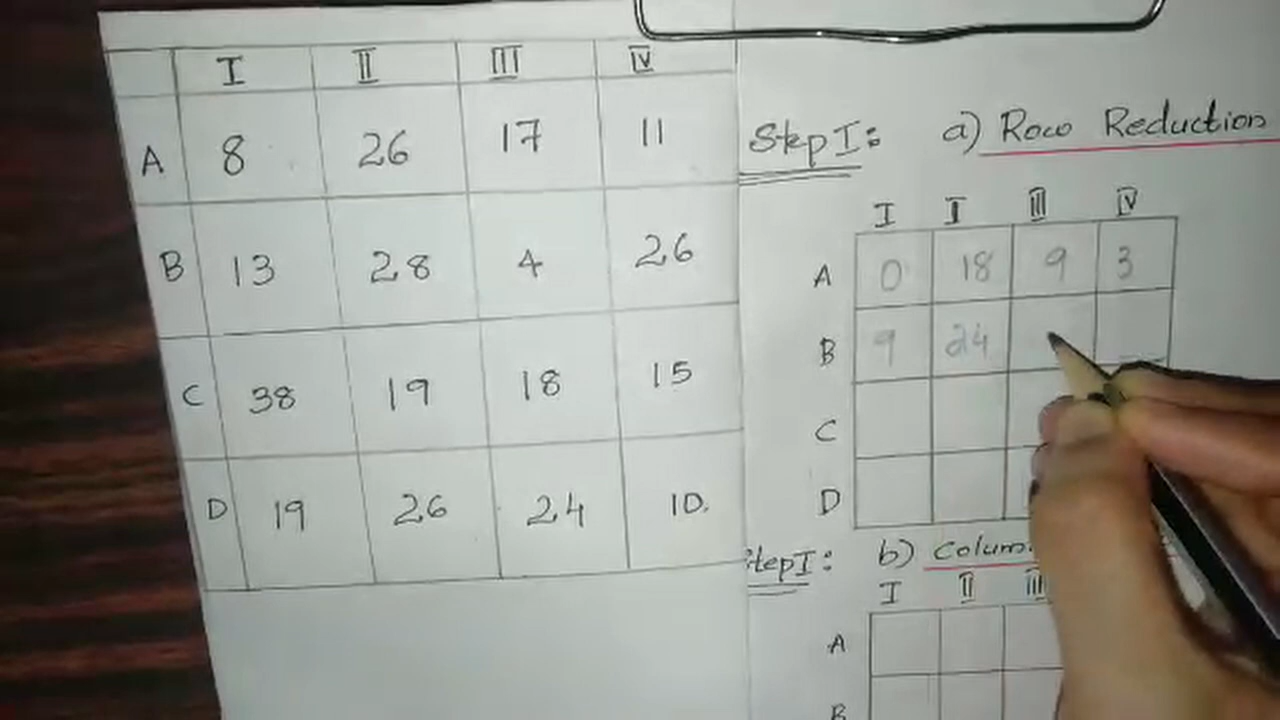 I II III IV
A 8 26 17 11
B 13 28 4 26
C 38 19 18 15
D 19 26 24 10.
Step I: a) Row Reduction
I I III IV
A 0 18 9 3
B 9 24
C
D
Step I: b) Colum
I II III
A
B